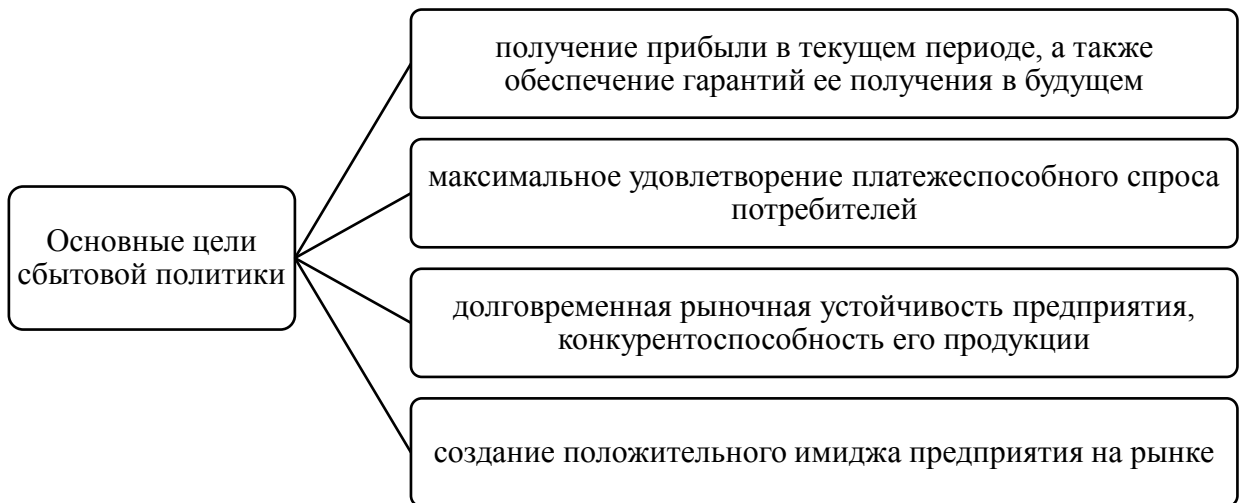 Основные цели
сбытовой политики
получение прибыли в текущем периоде, а также
обеспечение гарантий ее получения в будущем
максимальное удовлетворение платежеспособного спроса
потребителей
долговременная рыночная устойчивость предприятия,
конкурентоспособность его продукции
создание положительного имиджа предприятия на рынке